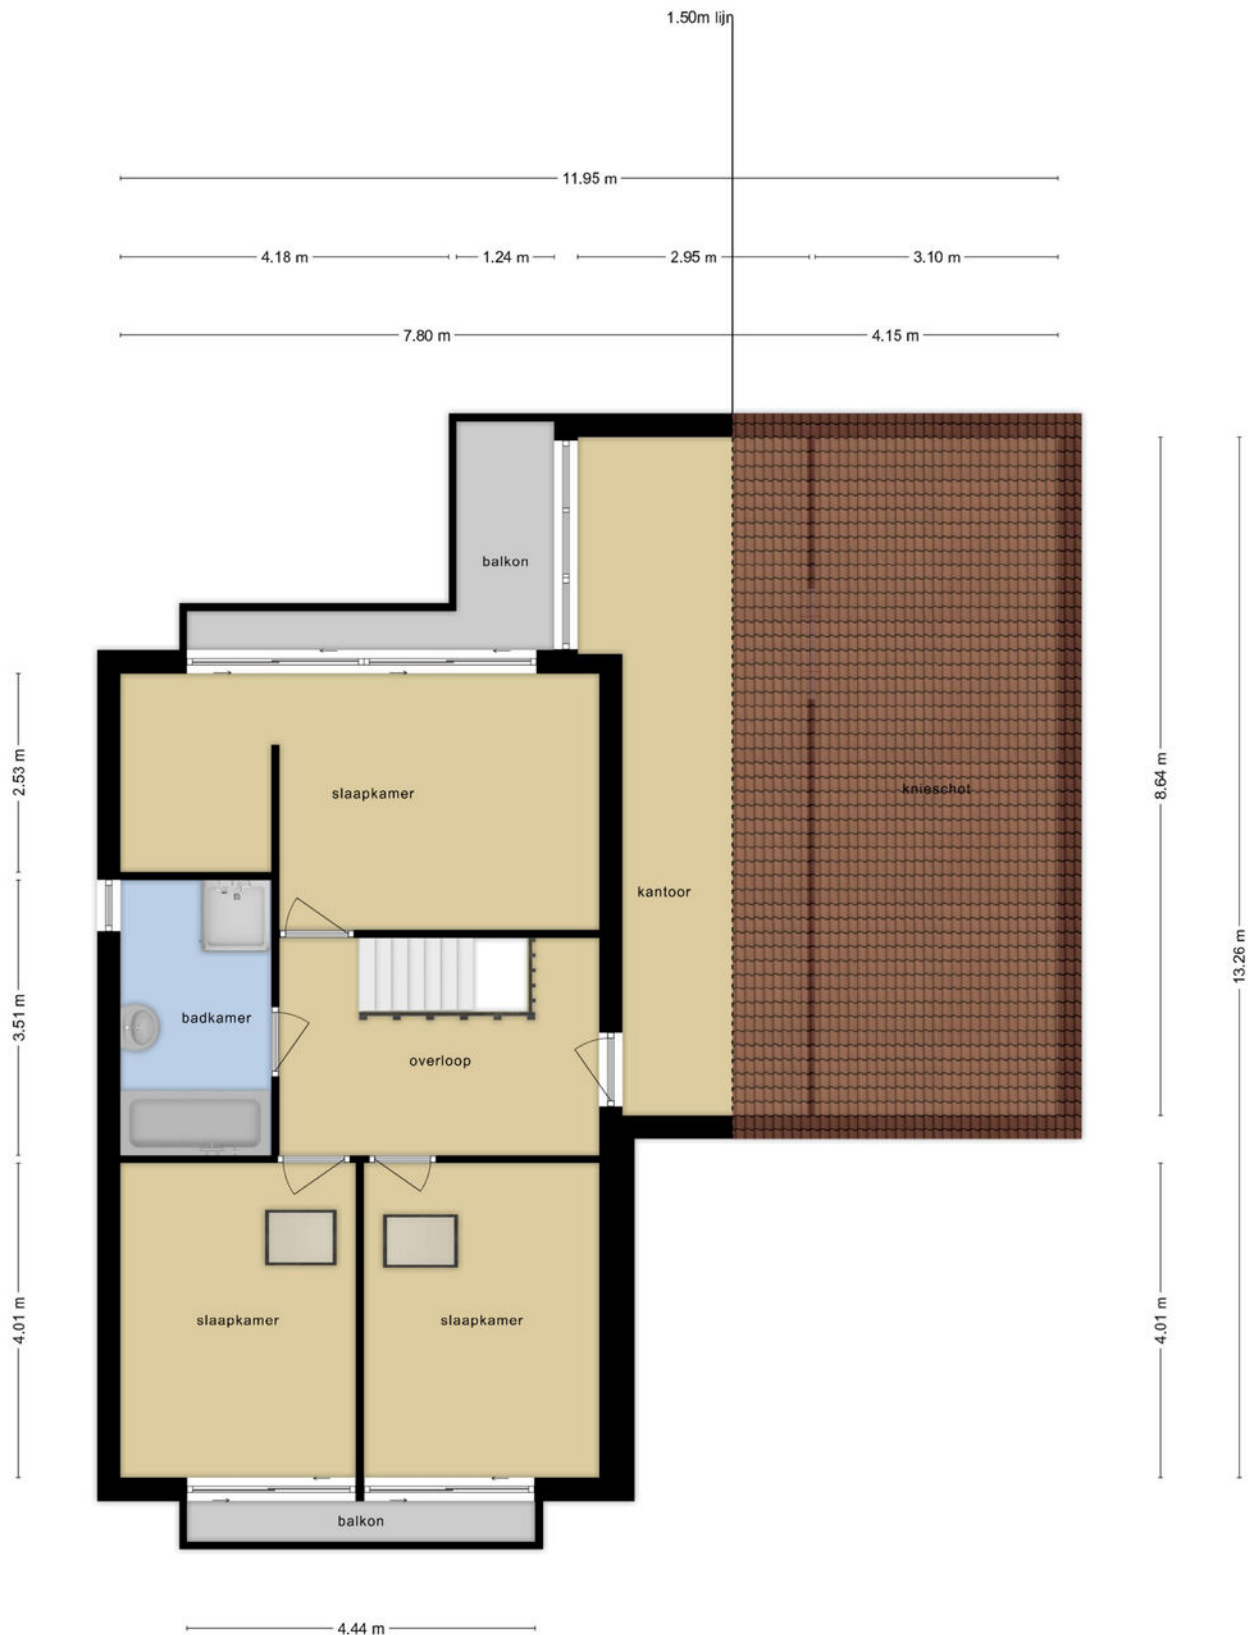 1.50m lijn
11.95 m
4.18 m
1.24 m
2.95 m
3.10 m
7.80 m
4.15 m
balkon
2.53 m
slaapkamer
8.64 m
knieschot
kantoor
13.26 m
3.51 m
badkamer
overloop
4.01 m
slaapkamer
slaapkamer
4.01 m
balkon
4.44 m